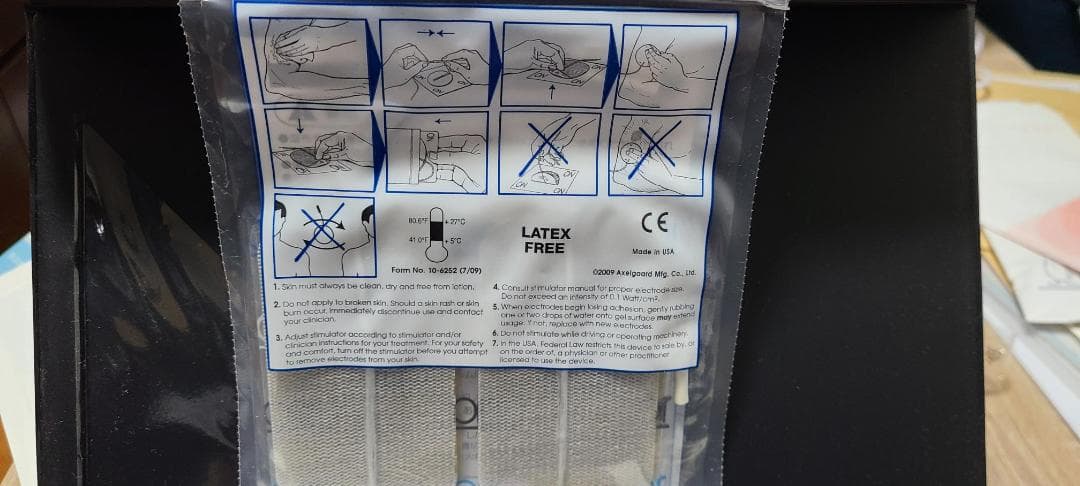 ON
ON
ON
ON
ON
ON
ON
80.6°F
+ 27°C
41.0°F
+ 5°C
LATEX
FREE
CE
Made in USA
Form No. 10-6252 (7/09)
©2009 Axelgaard Mfg. Co., Ltd.
1. Skin must always be clean, dry and free from lotion.
2. Do not apply to broken skin. Should a skin rash or skin
burn occur, immediately discontinue use and contact
your clinician.
3. Adjust stimulator according to stimulator and/or
clinician instructions for your treatment. For your safety
and comfort, turn off the stimulator before you attempt
to remove electrodes from your skin.
4. Consult stimulator manual for proper electrode size.
Do not exceed an intensity of 0.1 Watt/cm².
5. When electrodes begin losing adhesion, gently rubbing
one or two drops of water onto gel surface may extend
usage. If not, replace with new electrodes.
6. Do not stimulate while driving or operating machinery.
7. In the USA, Federal Law restricts this device to sale by, or
on the order of, a physician or other practitioner
licensed to use the device.